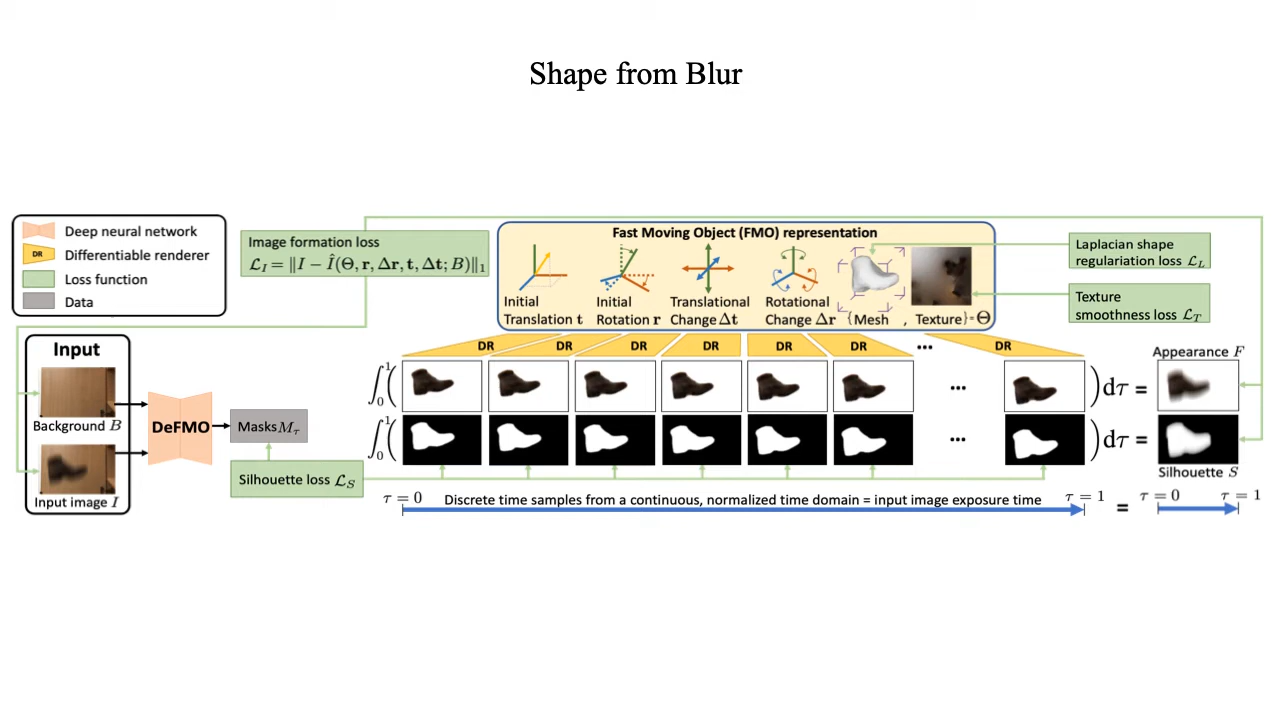 Shape from Blur
Deep neural network
DR Differentiable renderer
Loss function
Data
Image formation loss
ℒ_I = ‖I − Î(Θ, r, Δr, t, Δt; B)‖₁
Fast Moving Object (FMO) representation
Initial
Translation t
Initial
Rotation r
Translational
Change Δt
Rotational
Change Δr
{Mesh , Texture}=Θ
Laplacian shape
regulariation loss ℒ_L
Texture
smoothness loss ℒ_T
Input
Background B
Input image I
DeFMO
Masks M_τ
Silhouette loss ℒ_S
DR DR DR DR DR DR ... DR
∫₀¹( ... )dτ =
Appearance F
∫₀¹( ... )dτ =
Silhouette S
τ = 0 Discrete time samples from a continuous, normalized time domain = input image exposure time τ = 1 = τ = 0 τ = 1